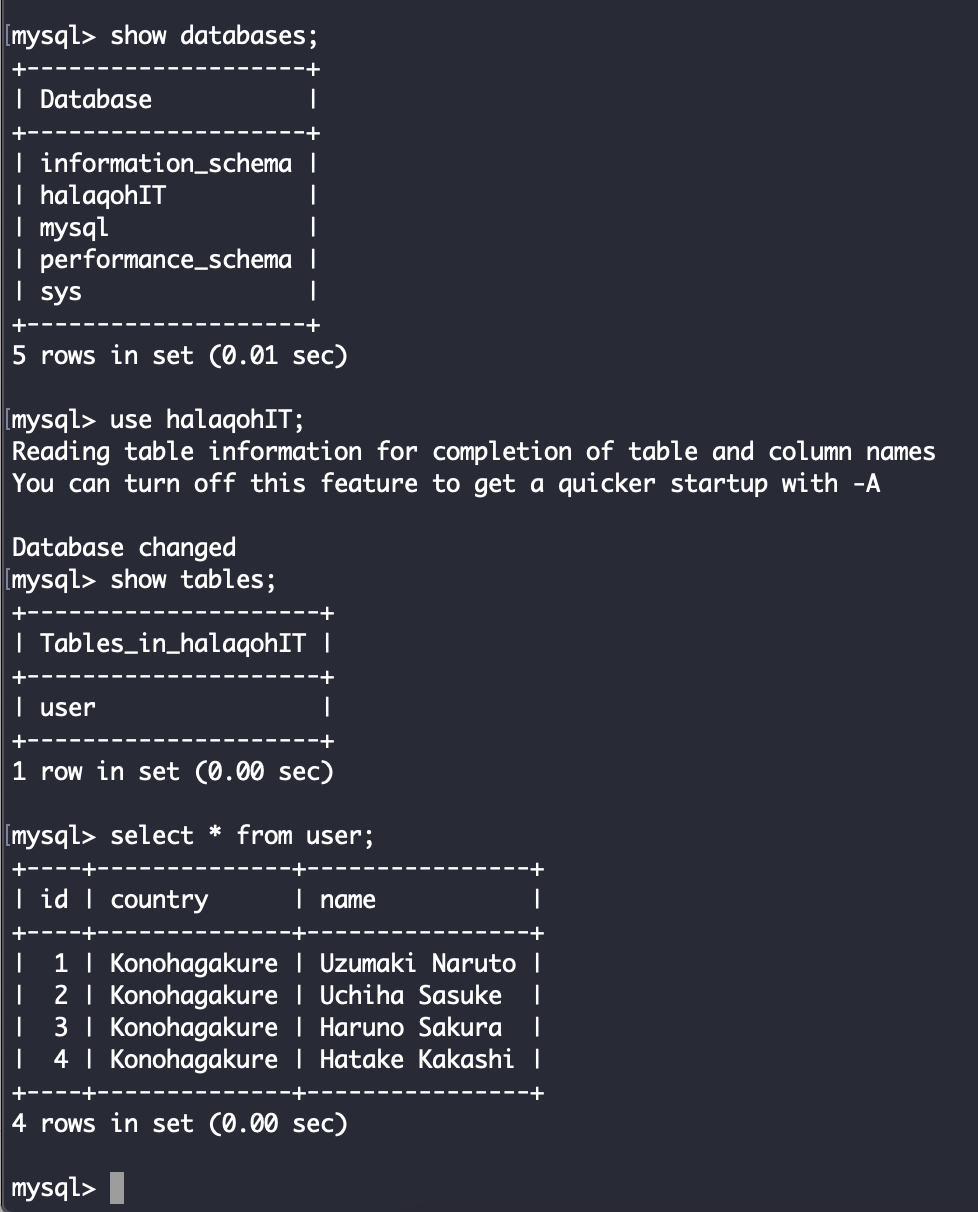 [mysql> show databases;
+--------------------+
| Database           |
+--------------------+
| information_schema |
| halaqohIT          |
| mysql              |
| performance_schema |
| sys                |
+--------------------+
5 rows in set (0.01 sec)

[mysql> use halaqohIT;
Reading table information for completion of table and column names
You can turn off this feature to get a quicker startup with -A

Database changed
[mysql> show tables;
+---------------------+
| Tables_in_halaqohIT |
+---------------------+
| user                |
+---------------------+
1 row in set (0.00 sec)

[mysql> select * from user;
+----+--------------+----------------+
| id | country      | name           |
+----+--------------+----------------+
|  1 | Konohagakure | Uzumaki Naruto |
|  2 | Konohagakure | Uchiha Sasuke  |
|  3 | Konohagakure | Haruno Sakura  |
|  4 | Konohagakure | Hatake Kakashi |
+----+--------------+----------------+
4 rows in set (0.00 sec)

mysql>